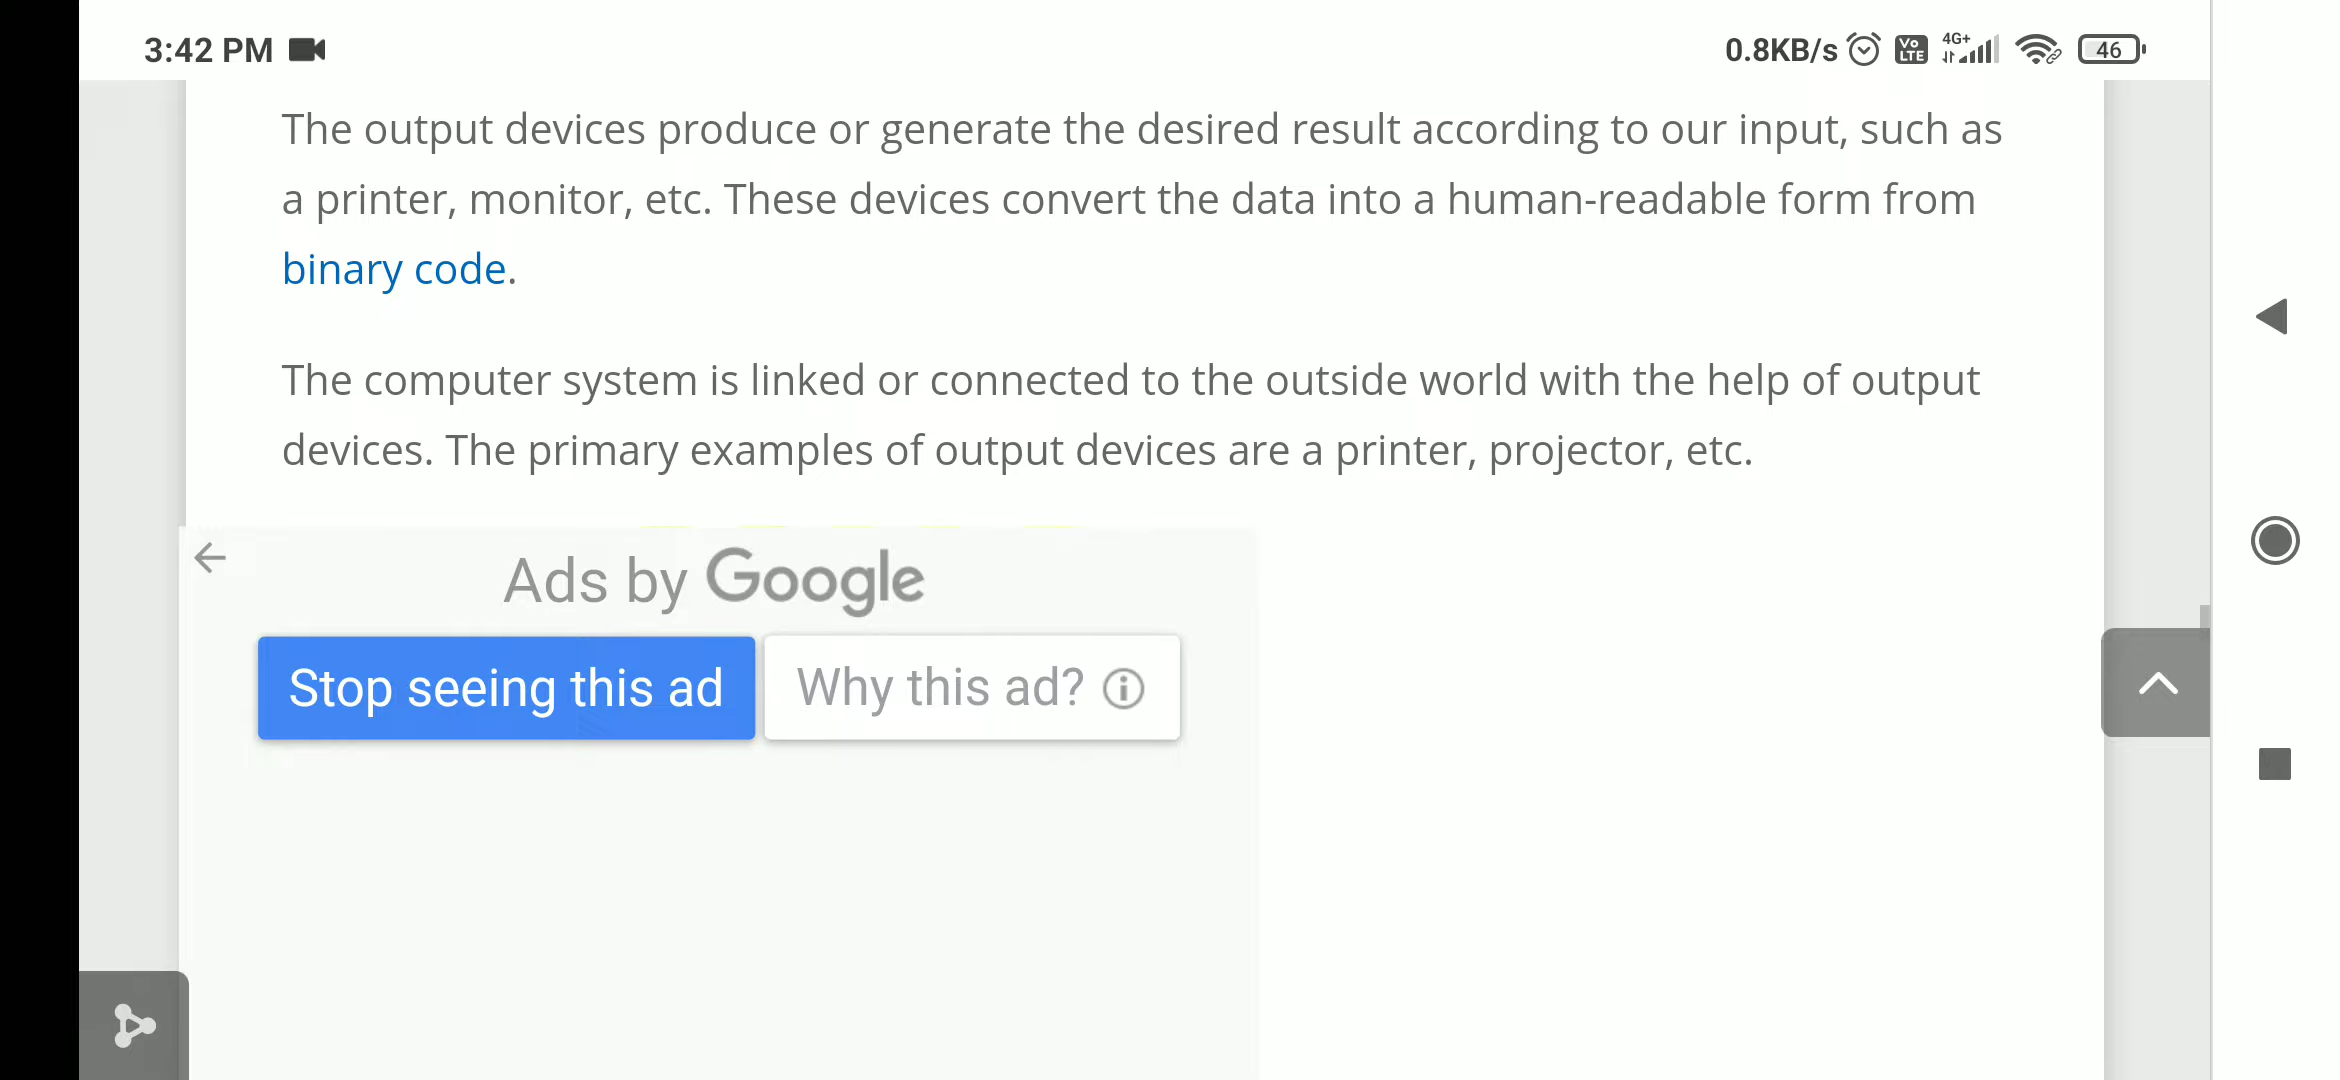 3:42 PM 0.8KB/s Vo LTE 4G+ 46
The output devices produce or generate the desired result according to our input, such as
a printer, monitor, etc. These devices convert the data into a human-readable form from
binary code.
The computer system is linked or connected to the outside world with the help of output
devices. The primary examples of output devices are a printer, projector, etc.
Ads by Google
Stop seeing this ad Why this ad?